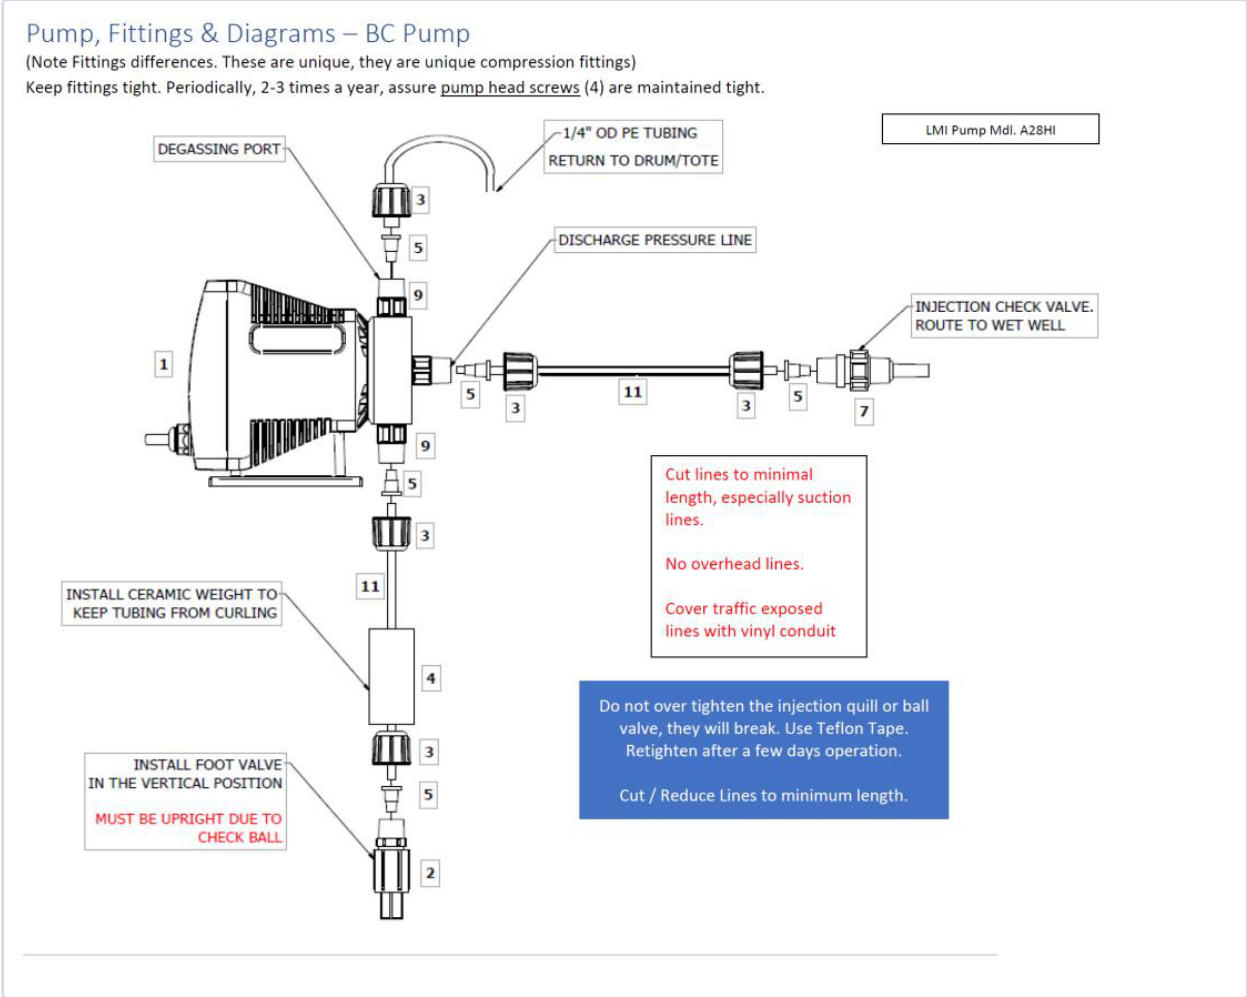 Pump, Fittings & Diagrams – BC Pump
(Note Fittings differences. These are unique, they are unique compression fittings)
Keep fittings tight. Periodically, 2-3 times a year, assure pump head screws (4) are maintained tight.
LMI Pump Mdl. A28HI
DEGASSING PORT
1/4" OD PE TUBING
RETURN TO DRUM/TOTE
3
5
DISCHARGE PRESSURE LINE
9
INJECTION CHECK VALVE.
ROUTE TO WET WELL
1
5
3
11
3
5
7
9
5
3
Cut lines to minimal
length, especially suction
lines.
No overhead lines.
Cover traffic exposed
lines with vinyl conduit
11
INSTALL CERAMIC WEIGHT TO
KEEP TUBING FROM CURLING
4
Do not over tighten the injection quill or ball
valve, they will break. Use Teflon Tape.
Retighten after a few days operation.
Cut / Reduce Lines to minimum length.
3
INSTALL FOOT VALVE
IN THE VERTICAL POSITION
MUST BE UPRIGHT DUE TO
CHECK BALL
5
2